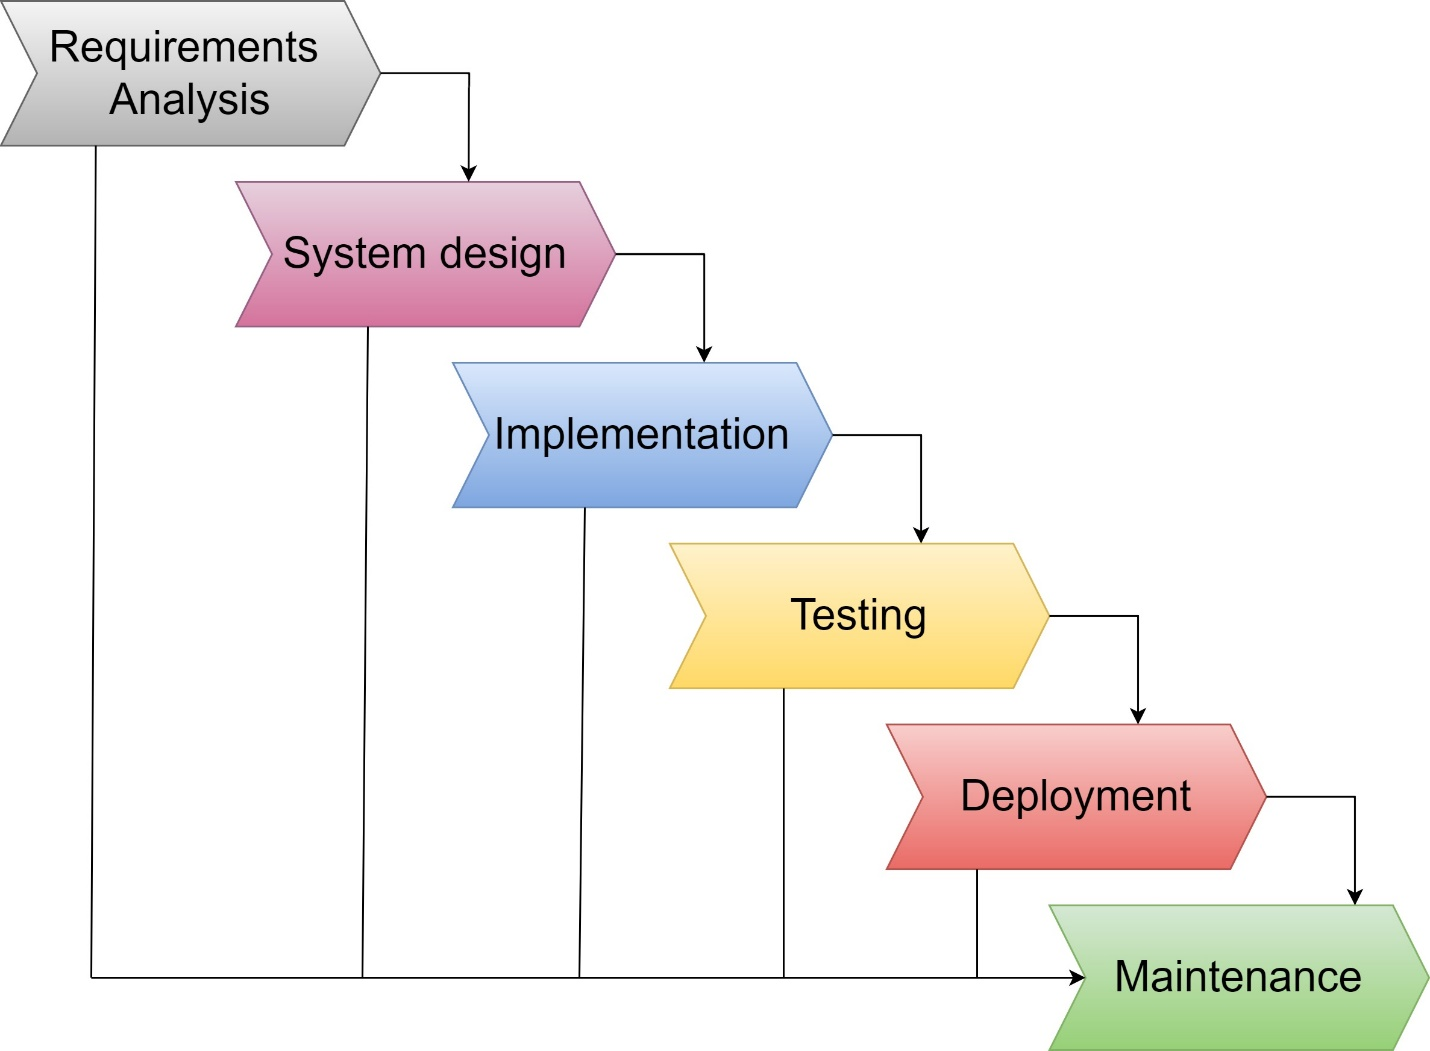 Requirements
Analysis
System design
Implementation
Testing
Deployment
Maintenance